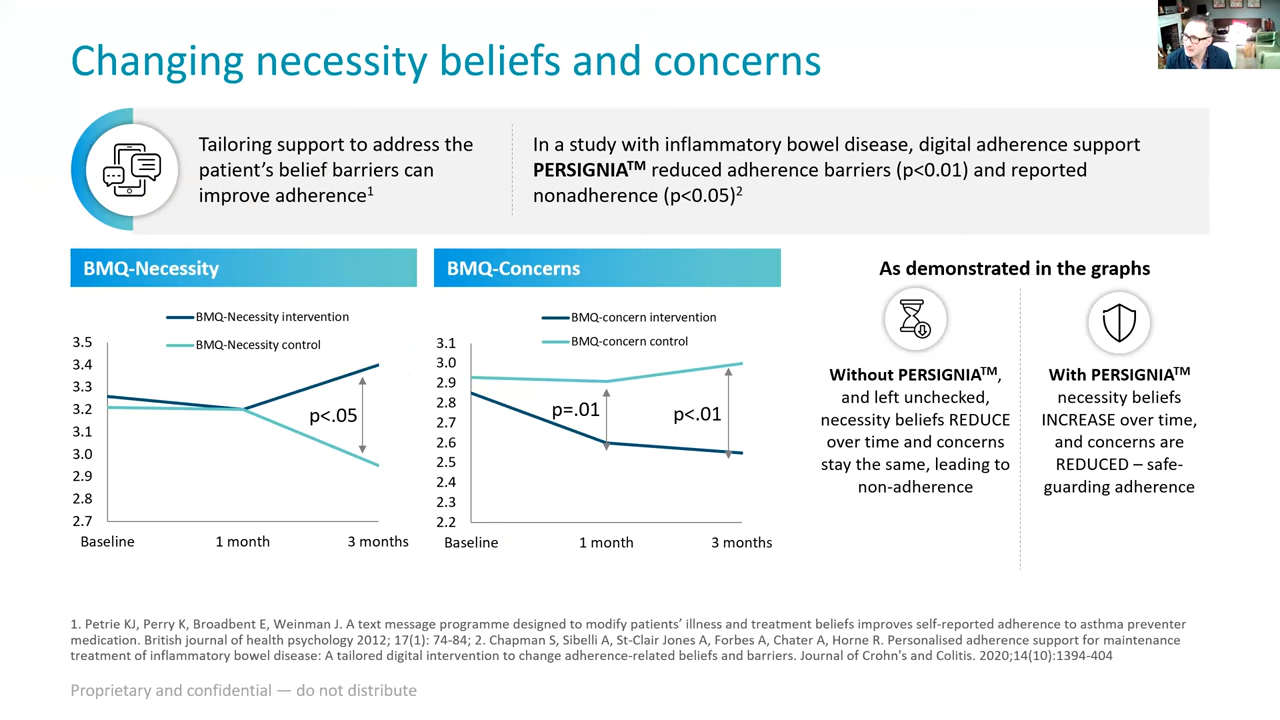 Changing necessity beliefs and concerns
Tailoring support to address the
patient's belief barriers can
improve adherence1
In a study with inflammatory bowel disease, digital adherence support
PERSIGNIATM reduced adherence barriers (p<0.01) and reported
nonadherence (p<0.05)2
BMQ-Necessity
BMQ-Necessity intervention
BMQ-Necessity control
3.5
3.4
3.3
3.2
3.1
3.0
2.9
2.8
2.7
p<.05
Baseline
1 month
3 months
BMQ-Concerns
BMQ-concern intervention
BMQ-concern control
3.1
3.0
2.9
2.8
2.7
2.6
2.5
2.4
2.3
2.2
p=.01
p<.01
Baseline
1 month
3 months
As demonstrated in the graphs
Without PERSIGNIATM,
and left unchecked,
necessity beliefs REDUCE
over time and concerns
stay the same, leading to
non-adherence
With PERSIGNIATM
necessity beliefs
INCREASE over time,
and concerns are
REDUCED – safe-
guarding adherence
1. Petrie KJ, Perry K, Broadbent E, Weinman J. A text message programme designed to modify patients' illness and treatment beliefs improves self-reported adherence to asthma preventer
medication. British journal of health psychology 2012; 17(1): 74-84; 2. Chapman S, Sibelli A, St-Clair Jones A, Forbes A, Chater A, Horne R. Personalised adherence support for maintenance
treatment of inflammatory bowel disease: A tailored digital intervention to change adherence-related beliefs and barriers. Journal of Crohn's and Colitis. 2020;14(10):1394-404
Proprietary and confidential — do not distribute